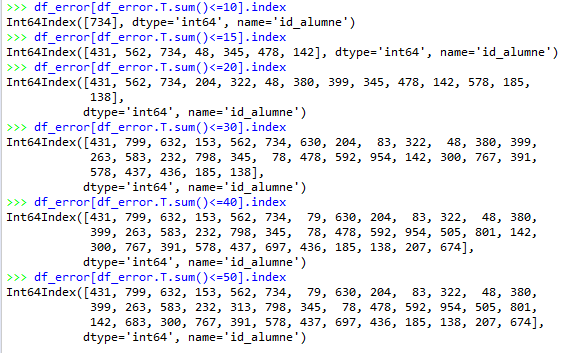 >>> df_error[df_error.T.sum()<=10].index
Int64Index([734], dtype='int64', name='id_alumne')
>>> df_error[df_error.T.sum()<=15].index
Int64Index([431, 562, 734, 48, 345, 478, 142], dtype='int64', name='id_alumne')
>>> df_error[df_error.T.sum()<=20].index
Int64Index([431, 562, 734, 204, 322, 48, 380, 399, 345, 478, 142, 578, 185,
138],
dtype='int64', name='id_alumne')
>>> df_error[df_error.T.sum()<=30].index
Int64Index([431, 799, 632, 153, 562, 734, 630, 204, 83, 322, 48, 380, 399,
263, 583, 232, 798, 345, 78, 478, 592, 954, 142, 300, 767, 391,
578, 437, 436, 185, 138],
dtype='int64', name='id_alumne')
>>> df_error[df_error.T.sum()<=40].index
Int64Index([431, 799, 632, 153, 562, 734, 79, 630, 204, 83, 322, 48, 380,
399, 263, 583, 232, 798, 345, 78, 478, 592, 954, 505, 801, 142,
300, 767, 391, 578, 437, 697, 436, 185, 138, 207, 674],
dtype='int64', name='id_alumne')
>>> df_error[df_error.T.sum()<=50].index
Int64Index([431, 799, 632, 153, 562, 734, 79, 630, 204, 83, 322, 48, 380,
399, 263, 583, 232, 313, 798, 345, 78, 478, 592, 954, 505, 801,
142, 683, 300, 767, 391, 578, 437, 697, 436, 185, 138, 207, 674],
dtype='int64', name='id_alumne')